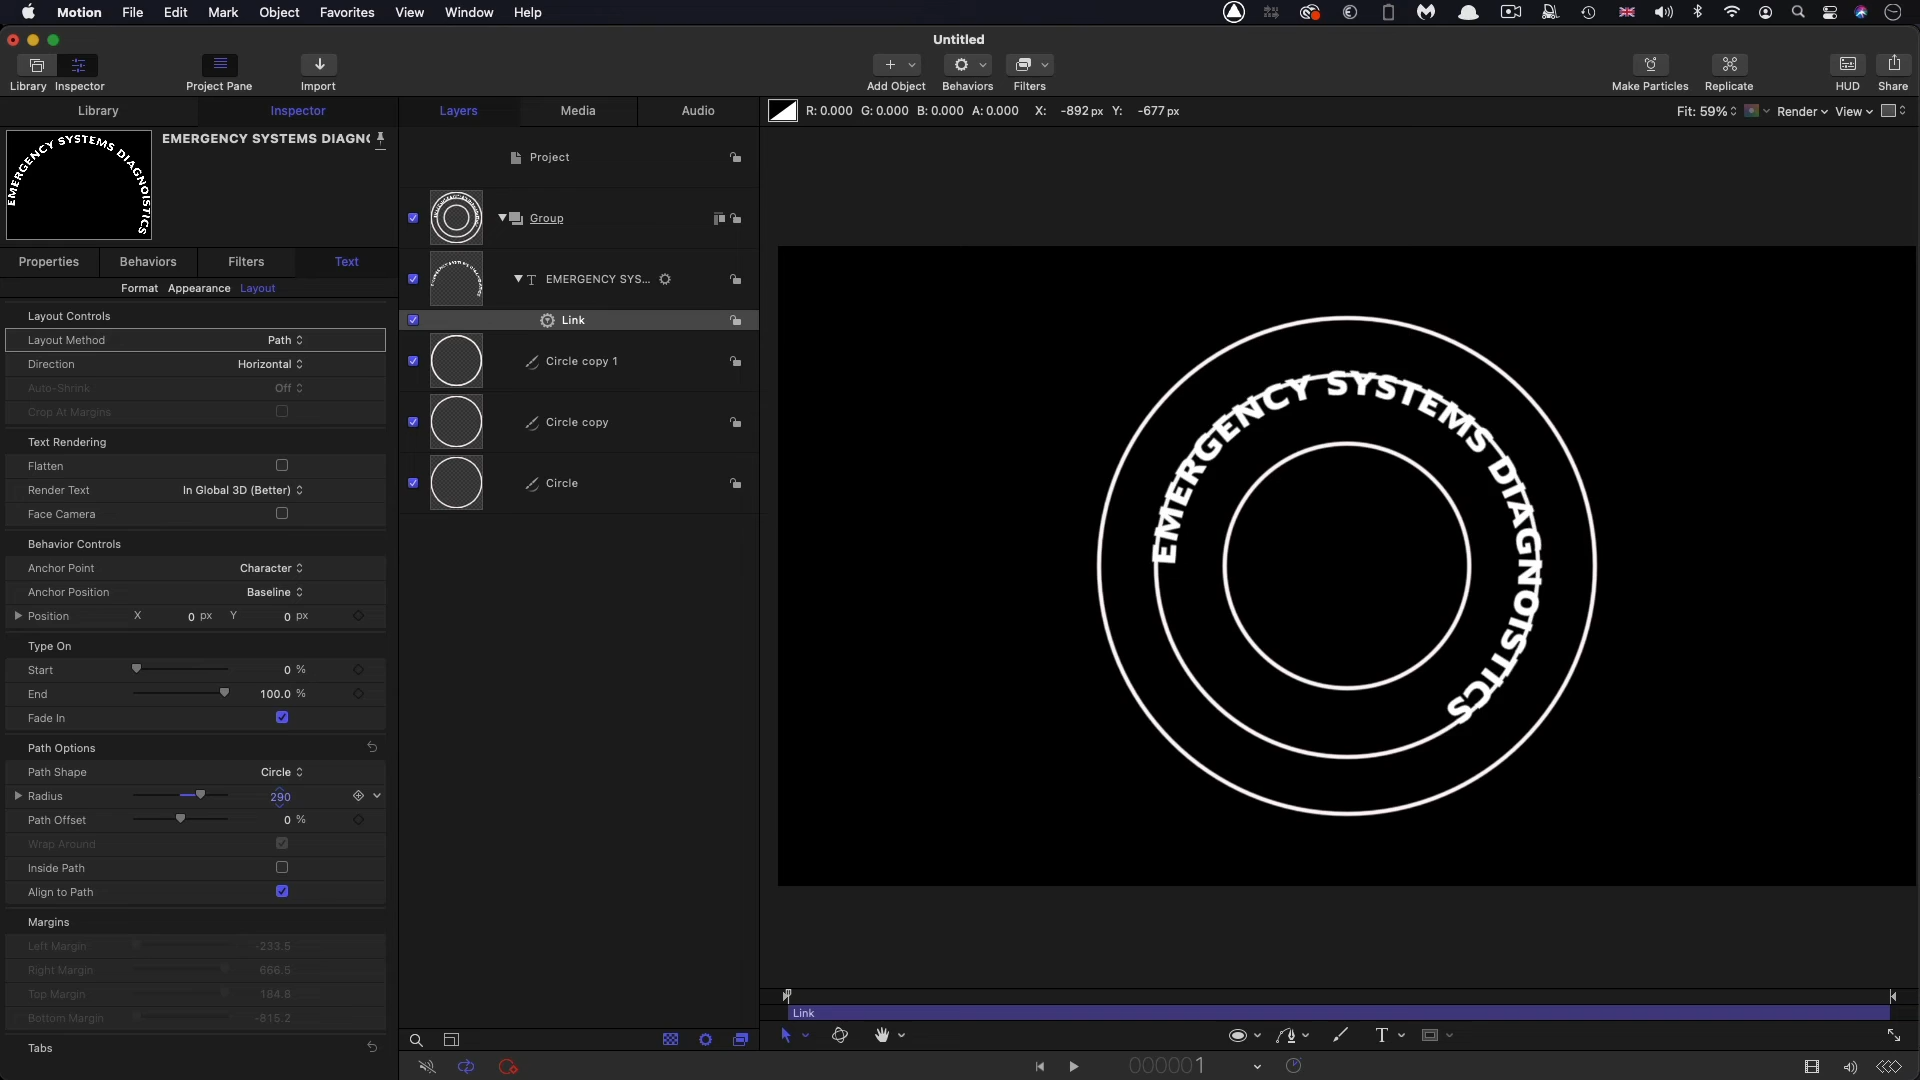 Motion File Edit Mark Object Favorites View Window Help
Untitled
Library Inspector Project Pane Import Add Object Behaviors Filters Make Particles Replicate HUD Share
Library Inspector Layers Media Audio R: 0.000 G: 0.000 B: 0.000 A: 0.000 X: -892 px Y: -677 px Fit: 59% Render View
EMERGENCY SYSTEMS DIAGNOISTICS
EMERGENCY SYSTEMS DIAGNO
Properties Behaviors Filters Text
Format Appearance Layout
Layout Controls
Layout Method Path
Direction Horizontal
Auto-Shrink Off
Crop At Margins
Text Rendering
Flatten
Render Text In Global 3D (Better)
Face Camera
Behavior Controls
Anchor Point Character
Anchor Position Baseline
Position X 0 px Y 0 px
Type On
Start 0 %
End 100.0 %
Fade In
Path Options
Path Shape Circle
Radius 290
Path Offset 0 %
Wrap Around
Inside Path
Align to Path
Margins
Left Margin -233.5
Right Margin 666.5
Top Margin 184.8
Bottom Margin -815.2
Tabs
Project
Group
T EMERGENCY SYS...
Link
Circle copy 1
Circle copy
Circle
EMERGENCY SYSTEMS DIAGNOISTICS
Link
T
000001